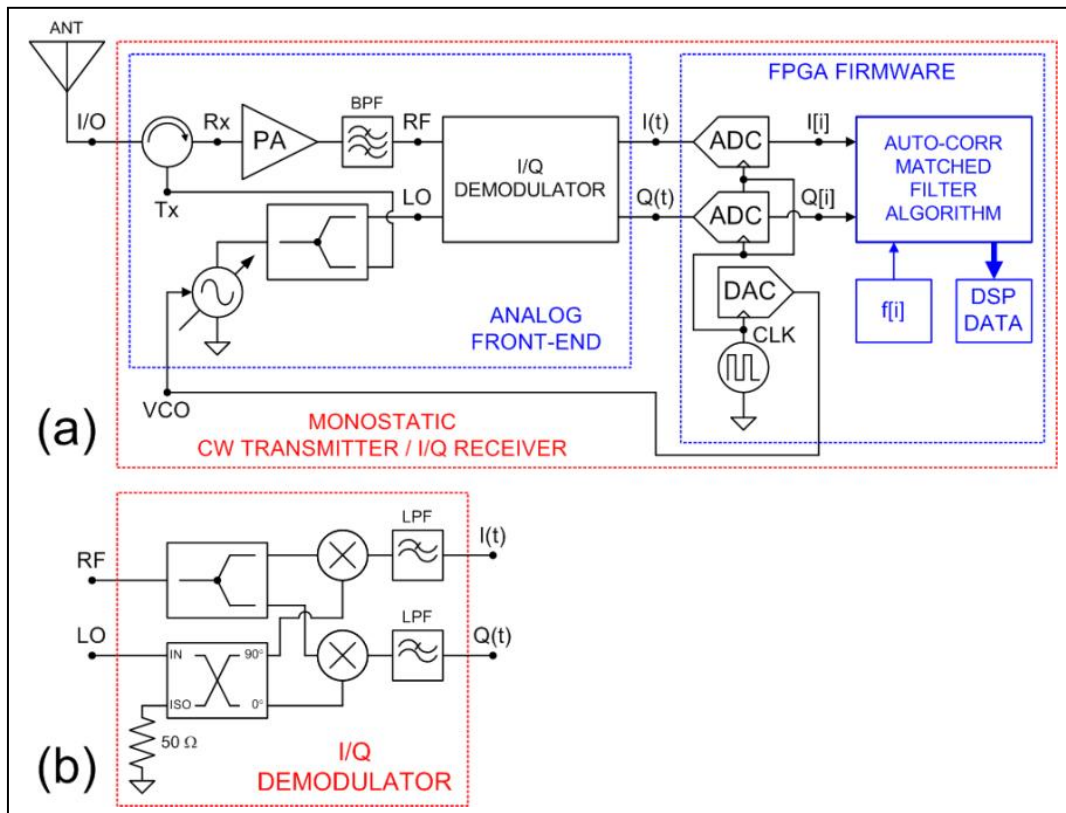 ANT
I/O
Rx
PA
BPF
RF
Tx
LO
I/Q
DEMODULATOR
ANALOG
FRONT-END
VCO
I(t)
Q(t)
FPGA FIRMWARE
ADC
I[i]
ADC
Q[i]
DAC
CLK
AUTO-CORR
MATCHED
FILTER
ALGORITHM
f[i]
DSP
DATA
MONOSTATIC
CW TRANSMITTER / I/Q RECEIVER
(a)
RF
LO
IN
90°
ISO
0°
50 Ω
LPF
I(t)
LPF
Q(t)
I/Q
DEMODULATOR
(b)